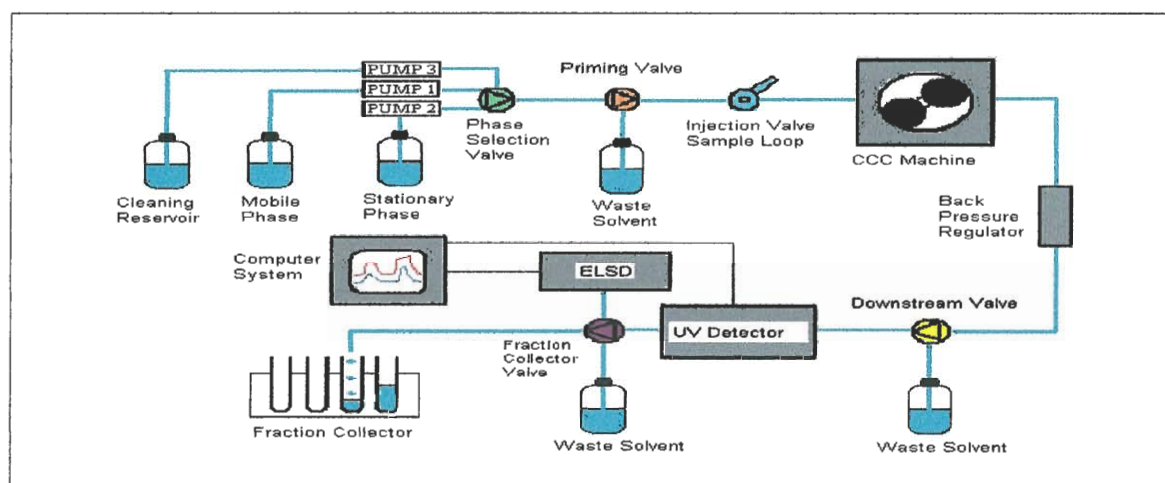 PUMP 3
PUMP 1
PUMP 2
Priming Valve
Phase
Selection
Valve
Injection Valve
Sample Loop
CCC Machine
Cleaning
Reservoir
Mobile
Phase
Stationary
Phase
Waste
Solvent
Back
Pressure
Regulator
Computer
System
ELSD
Downstream Valve
UV Detector
Fraction
Collector
Valve
Fraction Collector
Waste Solvent
Waste Solvent